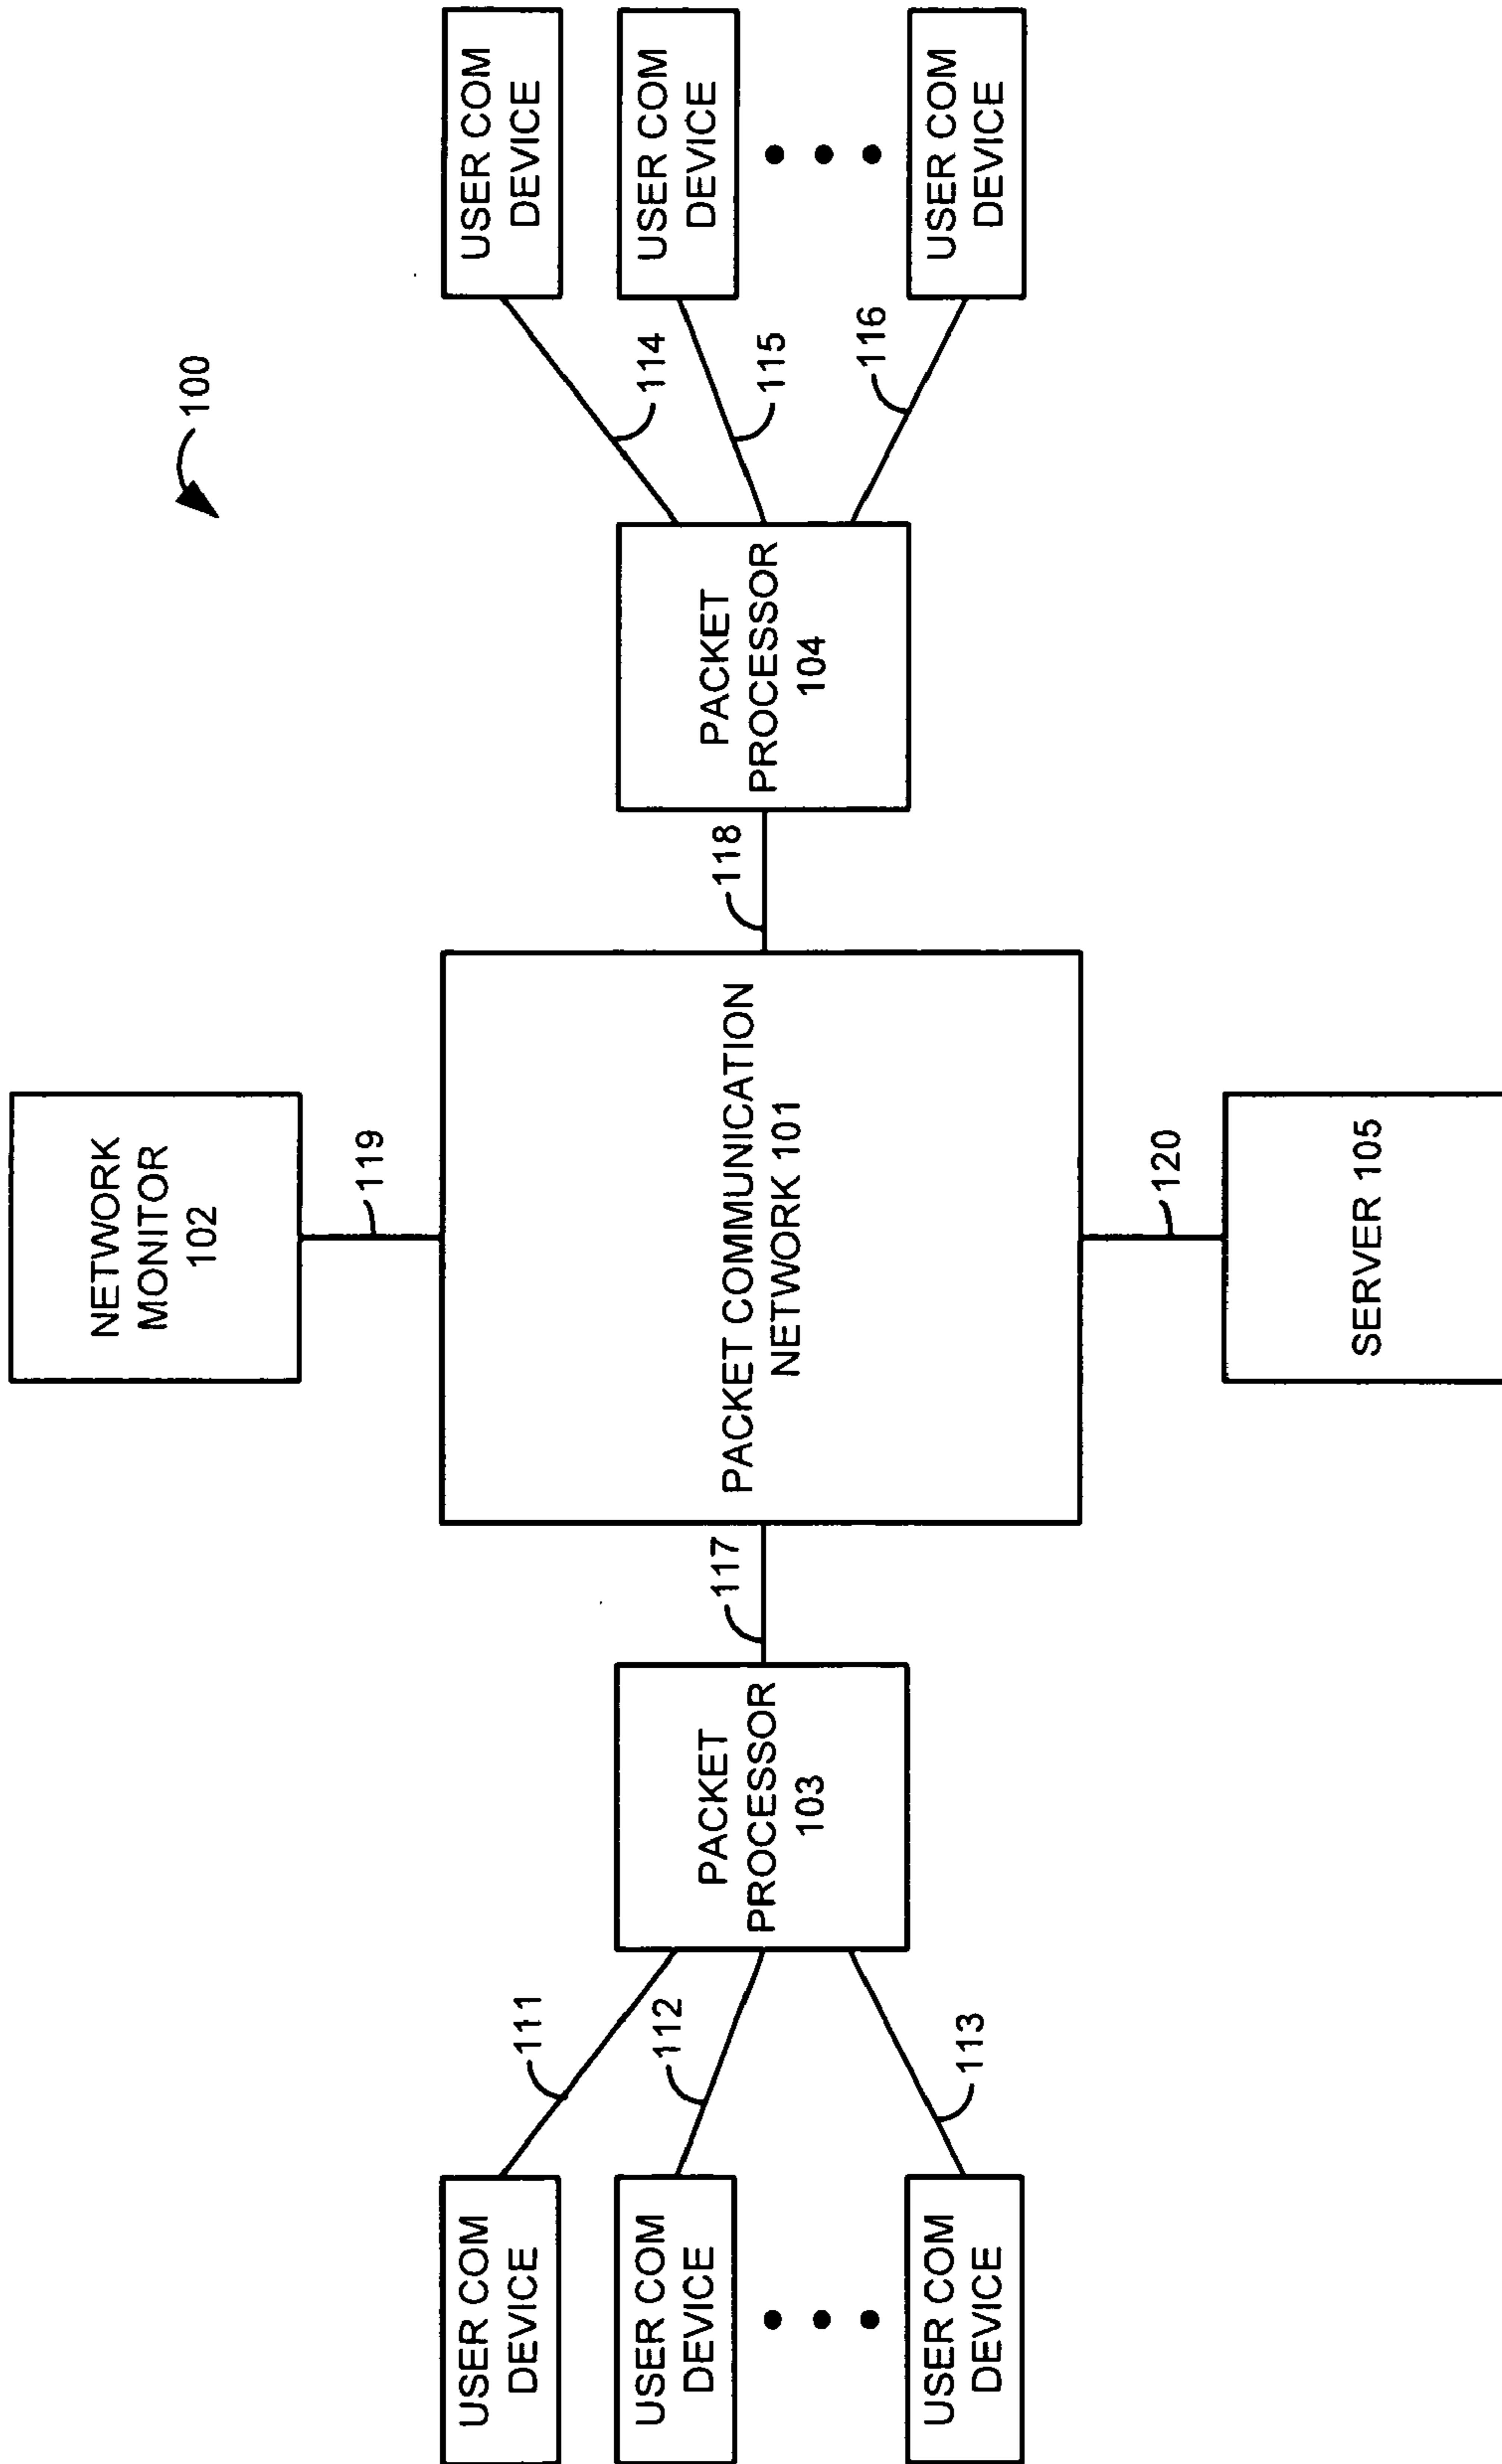 100
NETWORK
MONITOR
102
119
USER COM
DEVICE
USER COM
DEVICE
USER COM
DEVICE
111
112
113
PACKET
PROCESSOR
103
117
PACKET COMMUNICATION
NETWORK 101
118
PACKET
PROCESSOR
104
114
115
116
USER COM
DEVICE
USER COM
DEVICE
USER COM
DEVICE
120
SERVER 105